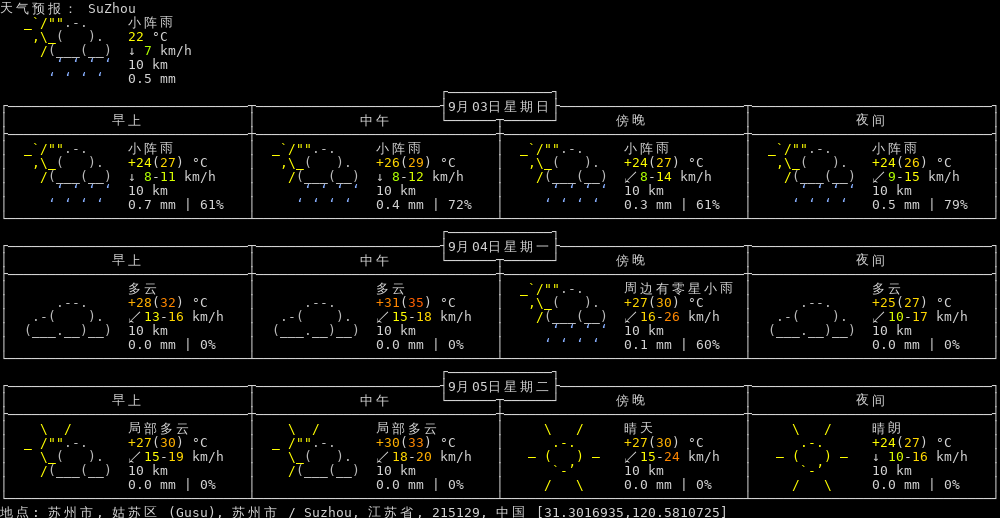 天气预报： SuZhou
小阵雨
22 °C
↓ 7 km/h
10 km
0.5 mm
9月03日星期日
早上 中午 傍晚 夜间
小阵雨 小阵雨 小阵雨 小阵雨
+24(27) °C +26(29) °C +24(27) °C +24(26) °C
↓ 8-11 km/h ↓ 8-12 km/h ↙ 8-14 km/h ↙ 9-15 km/h
10 km 10 km 10 km 10 km
0.7 mm | 61% 0.4 mm | 72% 0.3 mm | 61% 0.5 mm | 79%
9月04日星期一
早上 中午 傍晚 夜间
多云 多云 周边有零星小雨 多云
+28(32) °C +31(35) °C +27(30) °C +25(27) °C
↙ 13-16 km/h ↙ 15-18 km/h ↙ 16-26 km/h ↙ 10-17 km/h
10 km 10 km 10 km 10 km
0.0 mm | 0% 0.0 mm | 0% 0.1 mm | 60% 0.0 mm | 0%
9月05日星期二
早上 中午 傍晚 夜间
局部多云 局部多云 晴天 晴朗
+27(30) °C +30(33) °C +27(30) °C +24(27) °C
↙ 15-19 km/h ↙ 18-20 km/h ↙ 15-24 km/h ↓ 10-16 km/h
10 km 10 km 10 km 10 km
0.0 mm | 0% 0.0 mm | 0% 0.0 mm | 0% 0.0 mm | 0%
地点: 苏州市, 姑苏区 (Gusu), 苏州市 / Suzhou, 江苏省, 215129, 中国 [31.3016935,120.5810725]